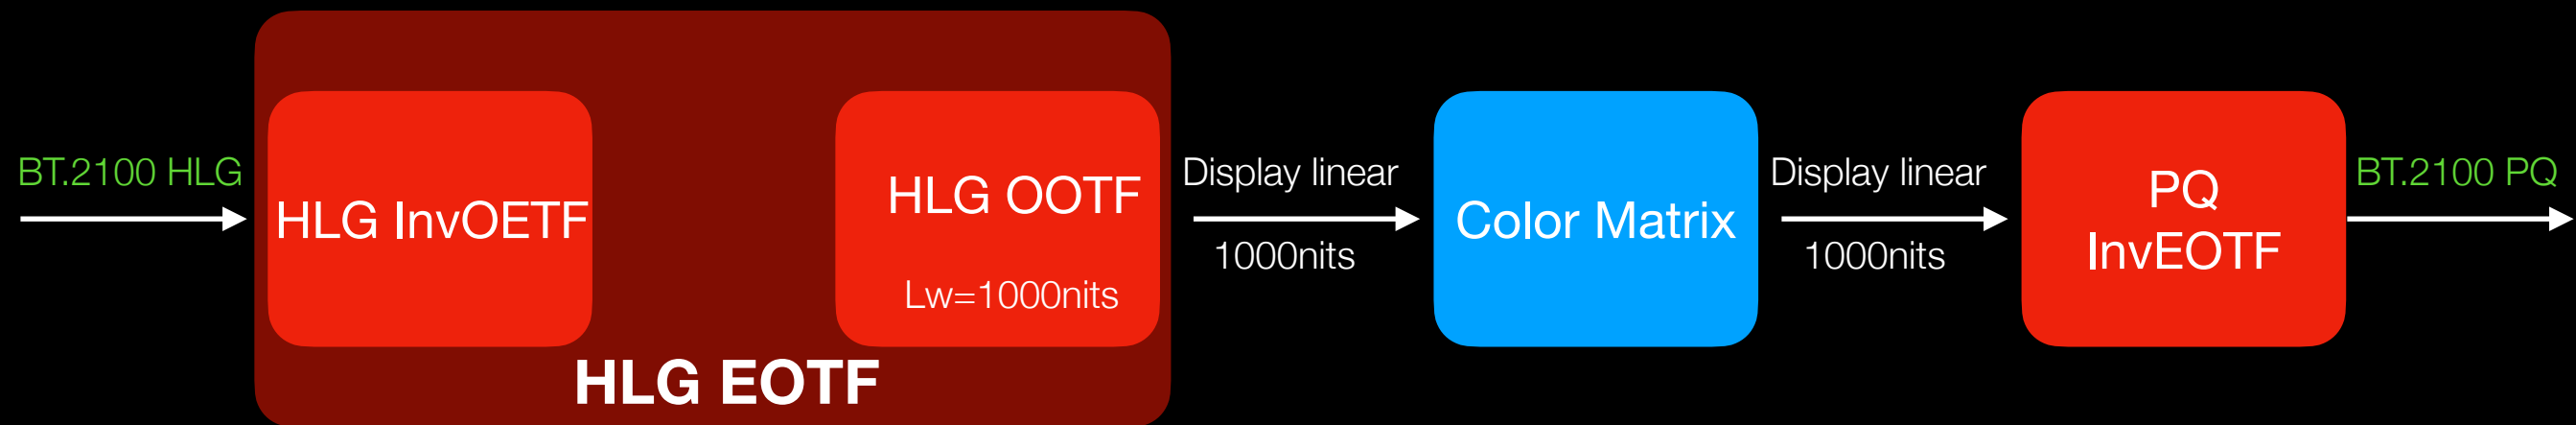 BT.2100 HLG
HLG InvOETF
HLG OOTF
Lw=1000nits
HLG EOTF
Display linear
1000nits
Color Matrix
Display linear
1000nits
PQ
InvEOTF
BT.2100 PQ